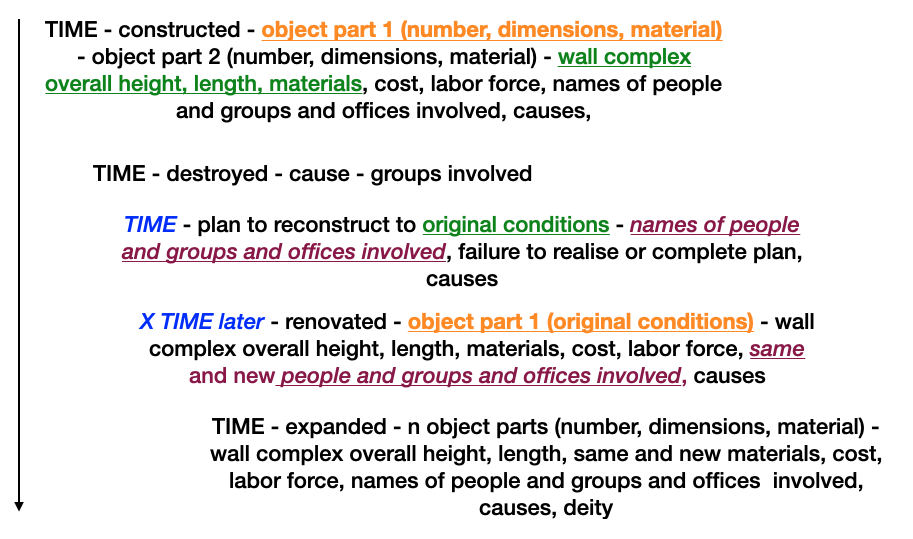 TIME - constructed - object part 1 (number, dimensions, material)
- object part 2 (number, dimensions, material) - wall complex
overall height, length, materials, cost, labor force, names of people
and groups and offices involved, causes,
TIME - destroyed - cause - groups involved
TIME - plan to reconstruct to original conditions - names of people
and groups and offices involved, failure to realise or complete plan,
causes
X TIME later - renovated - object part 1 (original conditions) - wall
complex overall height, length, materials, cost, labor force, same
and new people and groups and offices involved, causes
TIME - expanded - n object parts (number, dimensions, material) -
wall complex overall height, length, same and new materials, cost,
labor force, names of people and groups and offices  involved,
causes, deity